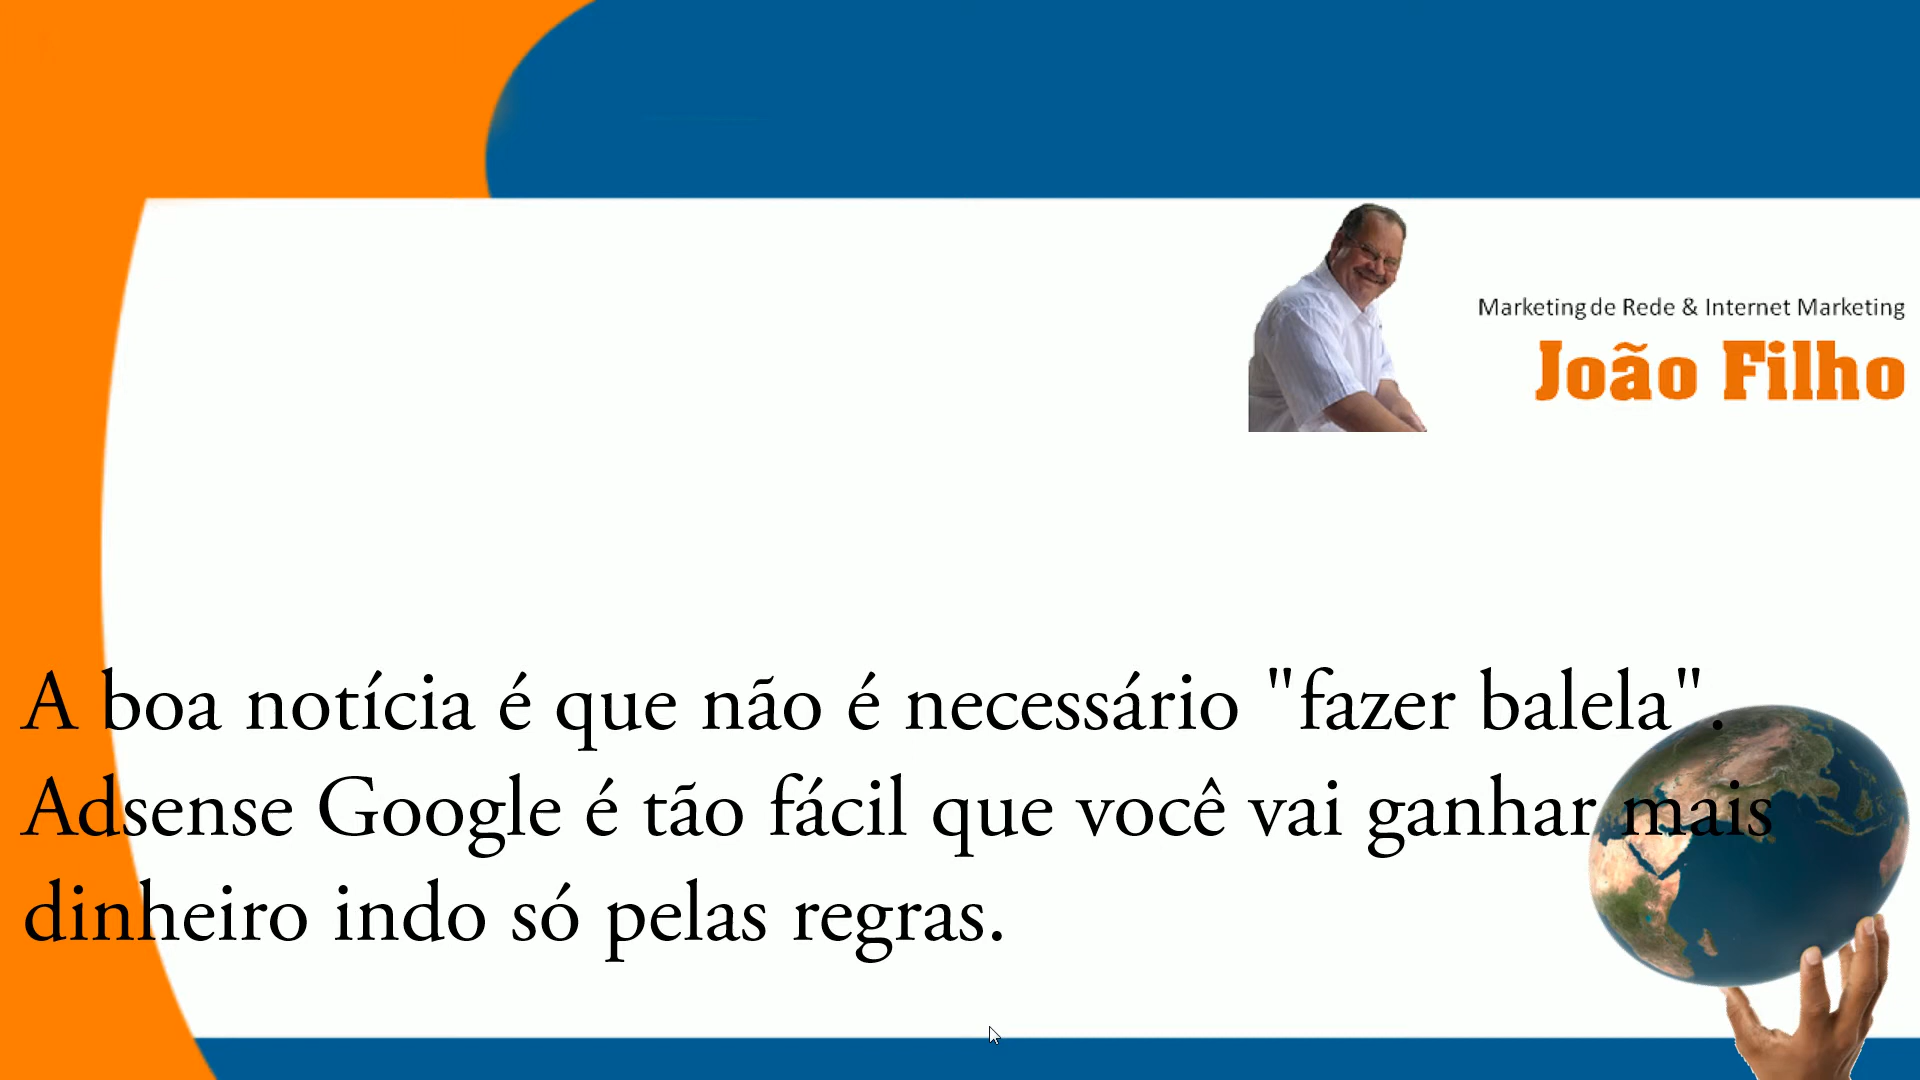 Marketing de Rede & Internet Marketing
João Filho
A boa notícia é que não é necessário "fazer balela".
Adsense Google é tão fácil que você vai ganhar mais
dinheiro indo só pelas regras.